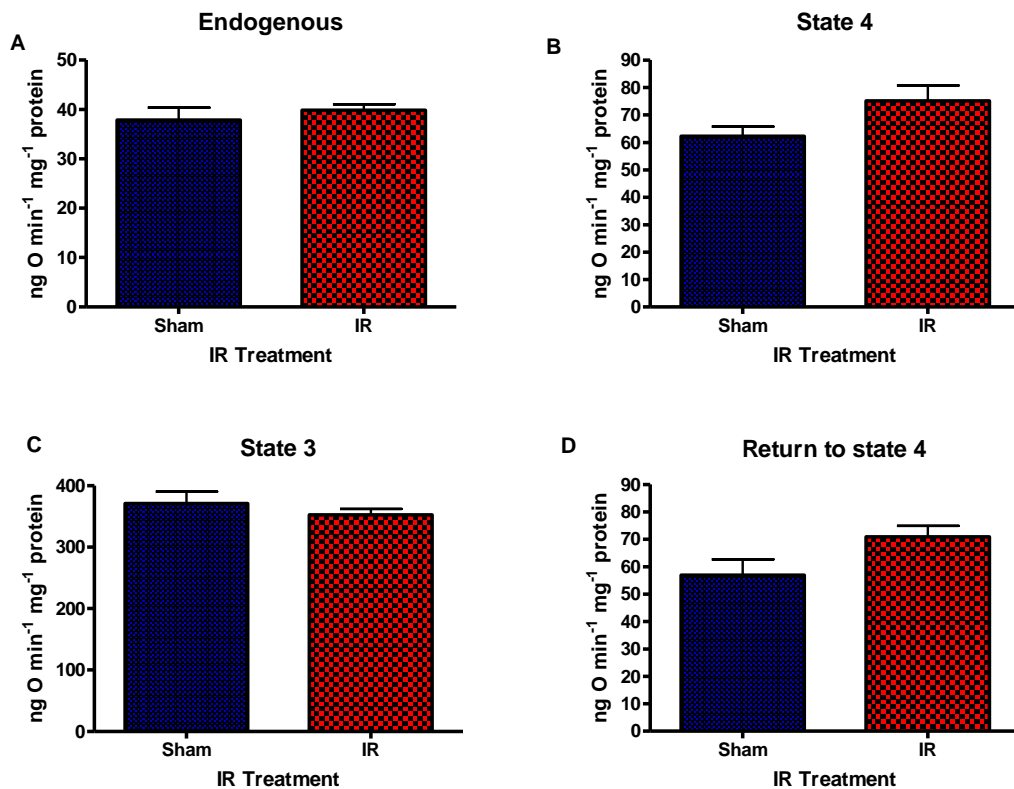 A
Endogenous
ng O min⁻¹ mg⁻¹ protein
50
40
30
20
10
0
Sham IR
IR Treatment
B
State 4
ng O min⁻¹ mg⁻¹ protein
90
80
70
60
50
40
30
20
10
0
Sham IR
IR Treatment
C
State 3
ng O min⁻¹ mg⁻¹ protein
400
300
200
100
0
Sham IR
IR Treatment
D
Return to state 4
ng O min⁻¹ mg⁻¹ protein
90
80
70
60
50
40
30
20
10
0
Sham IR
IR Treatment